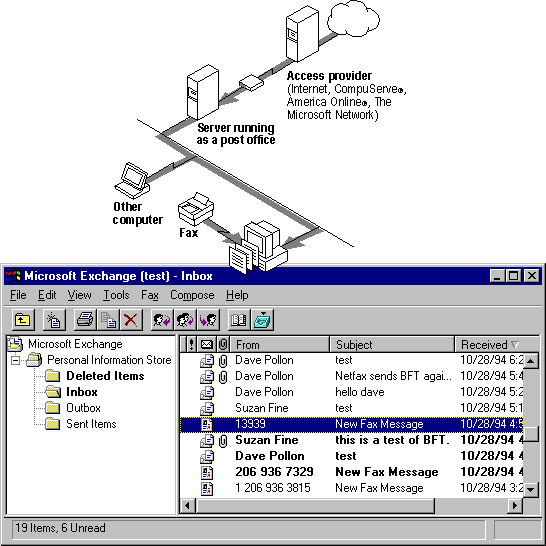 Access provider
(Internet, CompuServe®,
America Online®, The
Microsoft Network)
Server running
as a post office
Other
computer
Fax
Microsoft Exchange (test) - Inbox
File Edit View Tools Fax Compose Help
Microsoft Exchange
Personal Information Store
Deleted Items
Inbox
Outbox
Sent Items
! From Subject Received
Dave Pollon test 10/28/94 6:2
Dave Pollon Netfax sends BFT agai... 10/28/94 5:4
Dave Pollon hello dave 10/28/94 5:2
Suzan Fine test 10/28/94 5:1
13939 New Fax Message 10/28/94 4:5
Suzan Fine this is a test of BFT. 10/28/94 4
Dave Pollon test 10/28/94 4
206 936 7329 New Fax Message 10/28/94 4
1 206 936 3815 New Fax Message 10/28/94 3:2
19 Items, 6 Unread